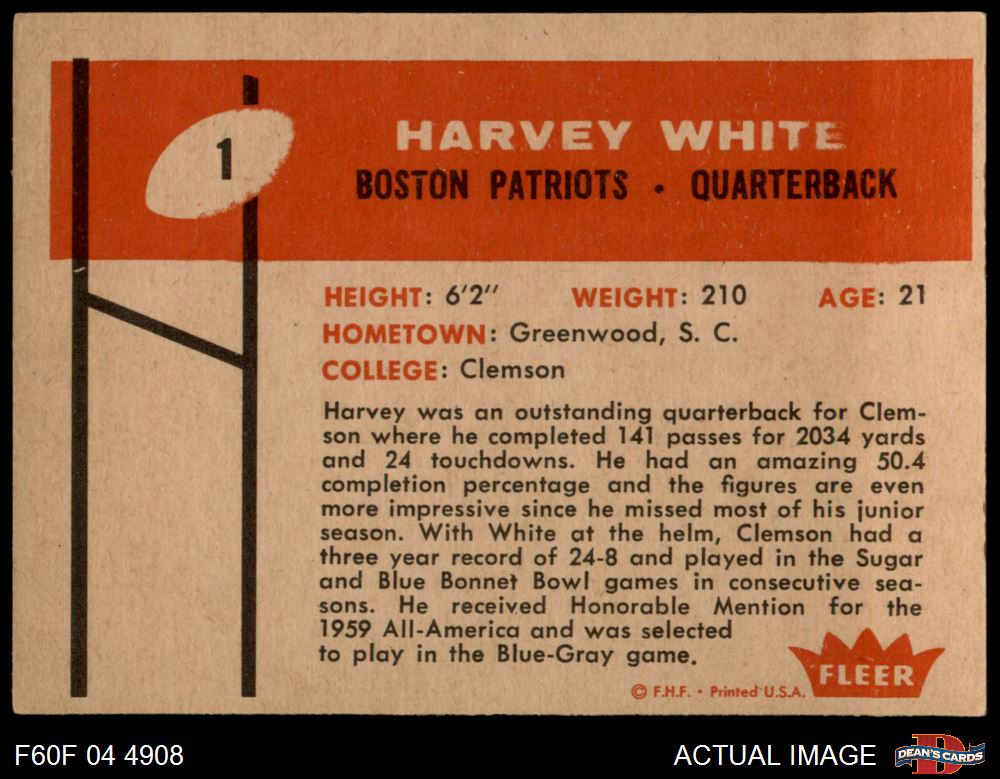 1
HARVEY WHITE
BOSTON PATRIOTS • QUARTERBACK
HEIGHT: 6'2" WEIGHT: 210 AGE: 21
HOMETOWN: Greenwood, S. C.
COLLEGE: Clemson
Harvey was an outstanding quarterback for Clem-
son where he completed 141 passes for 2034 yards
and 24 touchdowns. He had an amazing 50.4
completion percentage and the figures are even
more impressive since he missed most of his junior
season. With White at the helm, Clemson had a
three year record of 24-8 and played in the Sugar
and Blue Bonnet Bowl games in consecutive sea-
sons. He received Honorable Mention for the
1959 All-America and was selected
to play in the Blue-Gray game.
FLEER
© F.H.F. • Printed U.S.A.
F60F 04 4908
ACTUAL IMAGE
D
DEAN'S CARDS